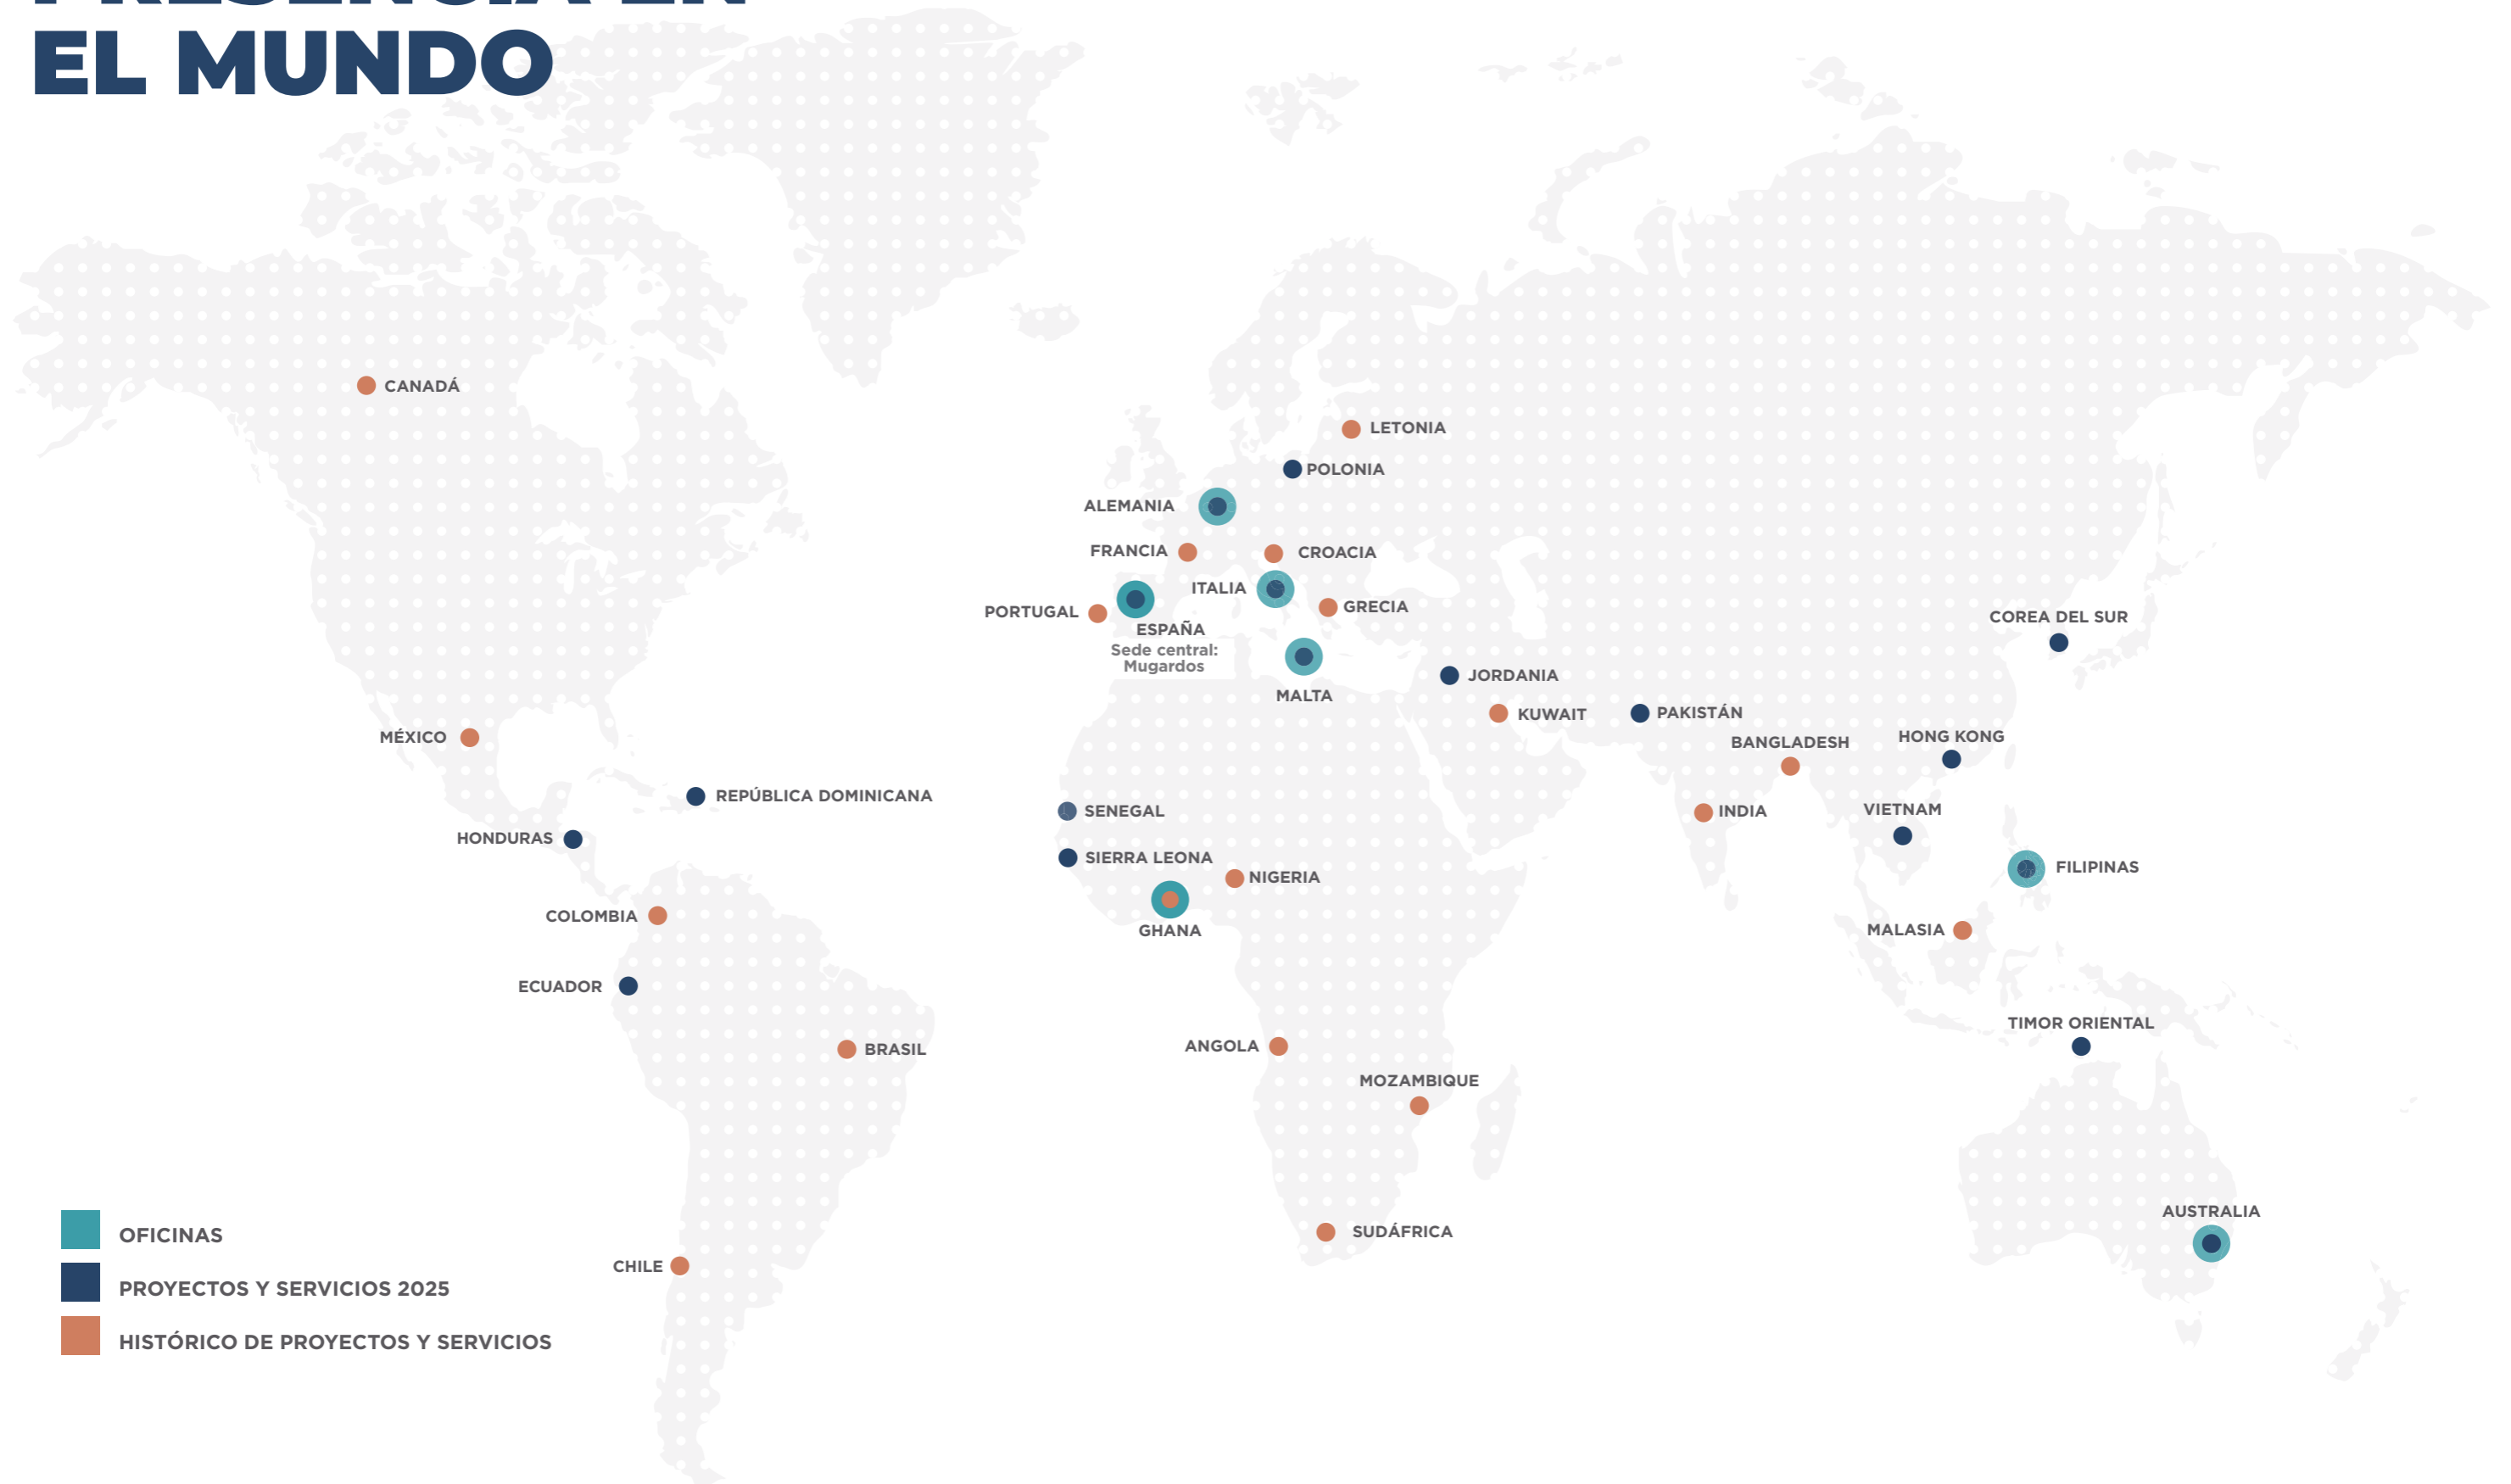 PRESENCIA EN
EL MUNDO
CANADÁ
LETONIA
POLONIA
ALEMANIA
FRANCIA
CROACIA
ITALIA
GRECIA
PORTUGAL
ESPAÑA
Sede central:
Mugardos
MALTA
COREA DEL SUR
JORDANIA
KUWAIT
PAKISTÁN
BANGLADESH
HONG KONG
MÉXICO
REPÚBLICA DOMINICANA
HONDURAS
SENEGAL
INDIA
VIETNAM
SIERRA LEONA
NIGERIA
FILIPINAS
GHANA
COLOMBIA
MALASIA
ECUADOR
BRASIL
ANGOLA
TIMOR ORIENTAL
MOZAMBIQUE
SUDÁFRICA
AUSTRALIA
CHILE
OFICINAS
PROYECTOS Y SERVICIOS 2025
HISTÓRICO DE PROYECTOS Y SERVICIOS